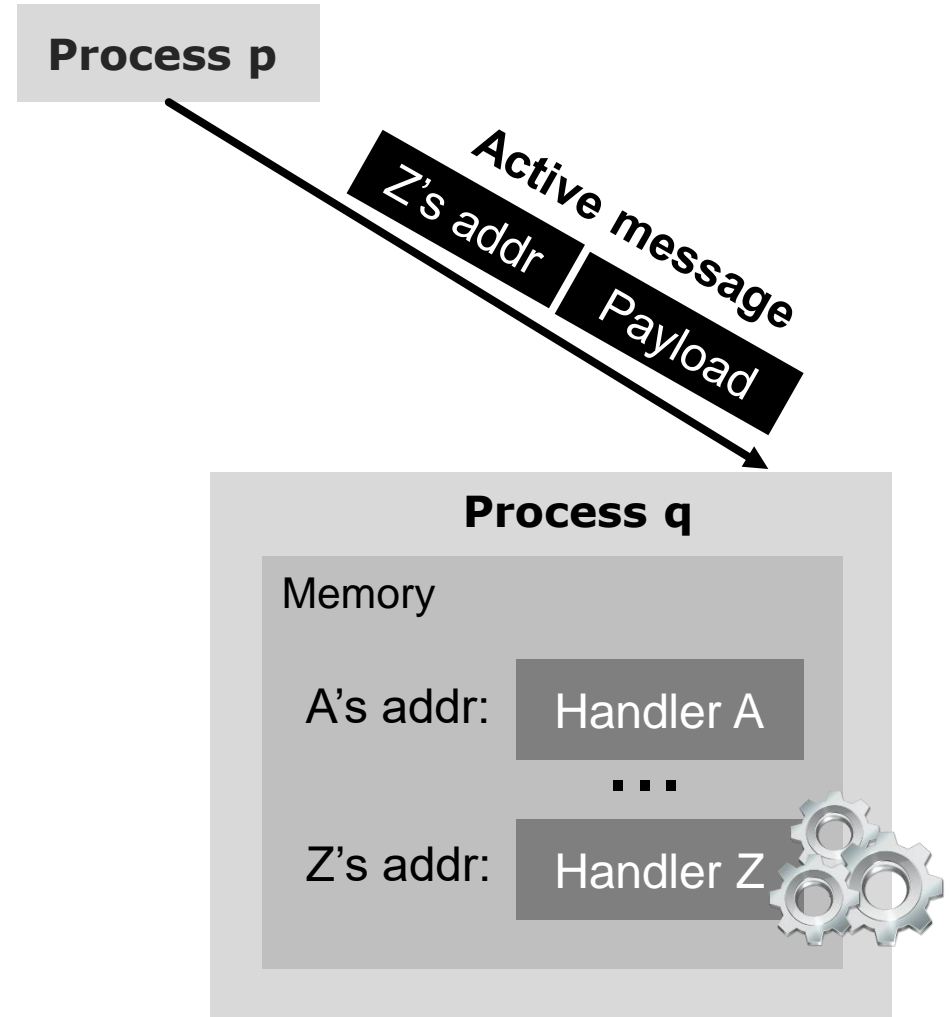 Process p
Active message
Z's addr
Payload
Process q
Memory
A's addr:
Handler A
...
Z's addr:
Handler Z